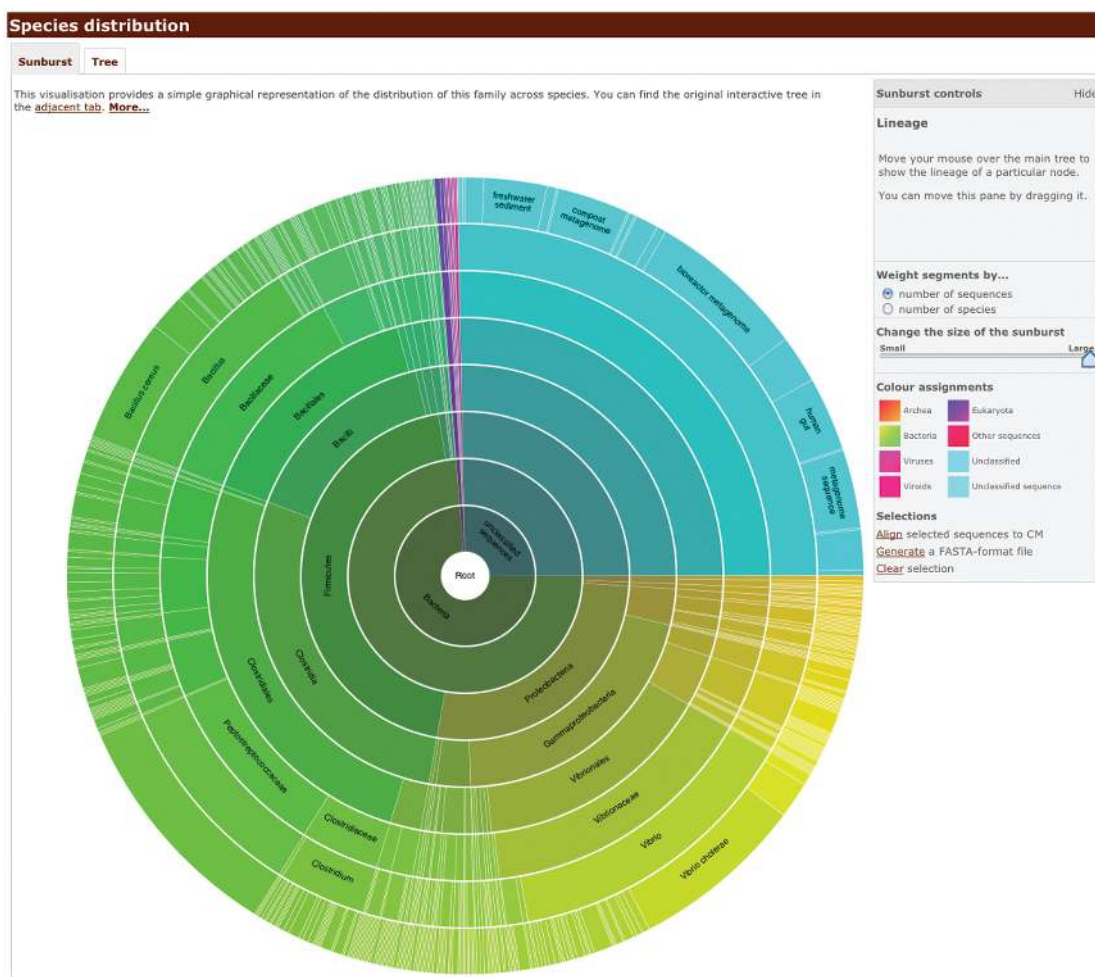 Species distribution
Sunburst
Tree
This visualisation provides a simple graphical representation of the distribution of this family across species. You can find the original interactive tree in
the adjacent tab. More...
Sunburst controls
Hide
Lineage
Move your mouse over the main tree to
show the lineage of a particular node.
You can move this pane by dragging it.
Weight segments by...
number of sequences
number of species
Change the size of the sunburst
Small
Large
Colour assignments
Archea
Eukaryota
Bacteria
Other sequences
Viruses
Unclassified
Viroids
Unclassified sequence
Selections
Align selected sequences to CM
Generate a FASTA-format file
Clear selection
freshwater
sediment
compost
metagenome
bioreactor metagenome
human
gut
metagenome
sequence
unclassified
sequences
Root
Bacteria
Firmicutes
Bacilli
Bacillales
Bacillaceae
Bacillus
Bacillus cereus
Clostridia
Clostridiales
Peptostreptococcaceae
Clostridiaceae
Clostridium
Proteobacteria
Gammaproteobacteria
Vibrionales
Vibrionaceae
Vibrio
Vibrio cholerae